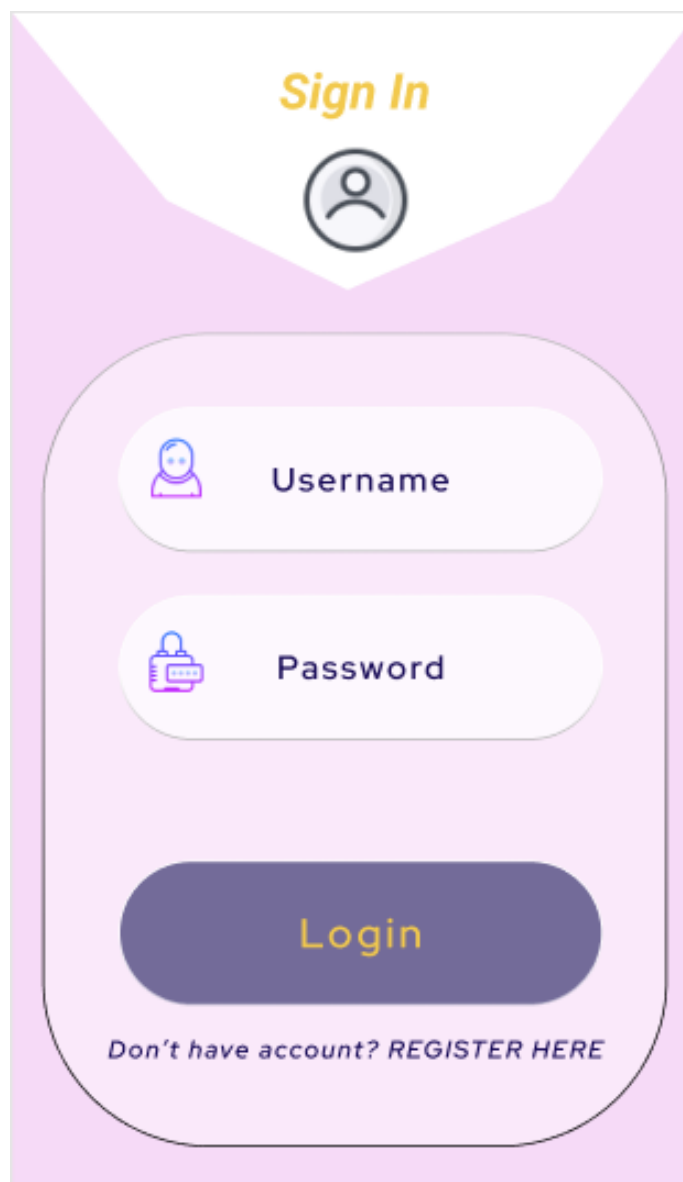 Sign In
Username
Password
Login
Don't have account? REGISTER HERE